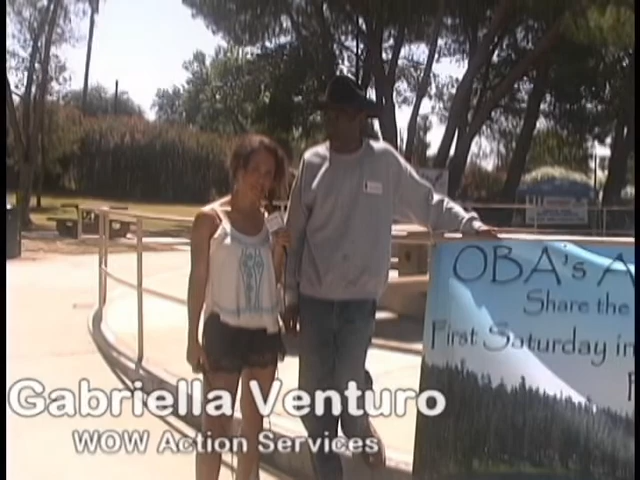 OBA's A
Share the
First Saturday in
Gabriella Venturo
WOW Action Services